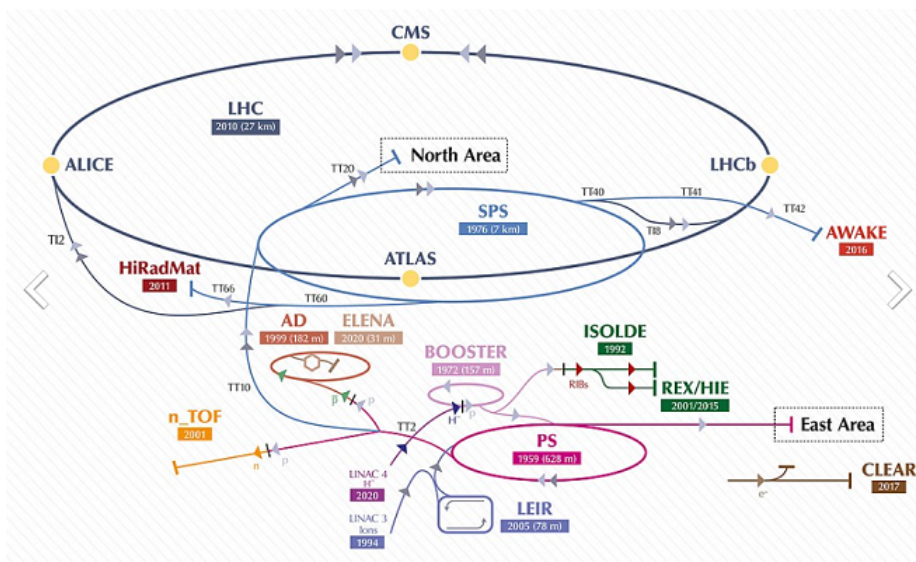 CMS
LHC
2010 (27 km)
North Area
TT20
ALICE
LHCb
TT40
TT41
SPS
1976 (7 km)
TT42
TI8
AWAKE
2016
TI2
ATLAS
HiRadMat
2011
TT66
TT60
AD
1999 (182 m)
ELENA
2020 (31 m)
ISOLDE
1992
BOOSTER
1972 (157 m)
RIBs
REX/HIE
2001/2015
TT10
p
p
H⁻
p
n_TOF
2001
TT2
East Area
PS
1959 (628 m)
n
p
LINAC 4
H⁻
2020
CLEAR
2017
e⁻
LINAC 3
Ions
1994
LEIR
2005 (78 m)